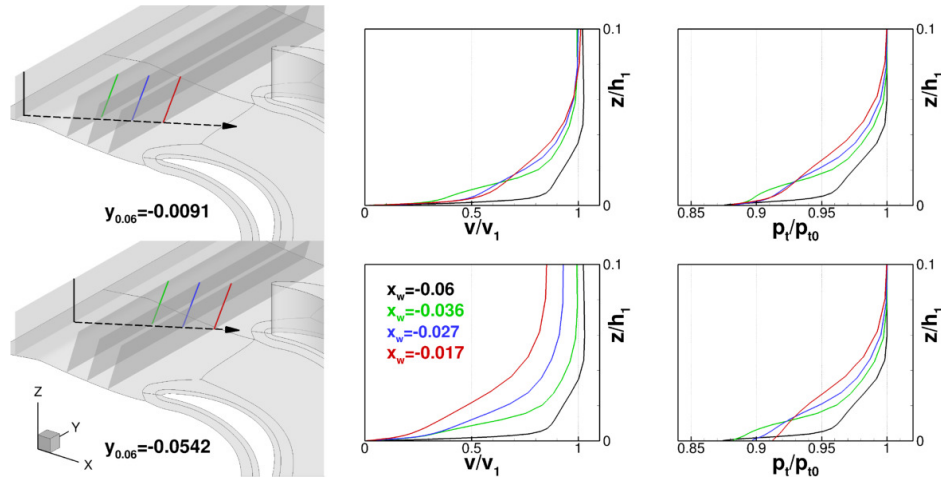 y0.06=-0.0091
0.1
z/h1
0
0
0.5
1
v/v1
0.1
z/h1
0
0.85
0.9
0.95
1
pt/pt0
Z
Y
X
y0.06=-0.0542
xw=-0.06
xw=-0.036
xw=-0.027
xw=-0.017
0.1
z/h1
0
0
0.5
1
v/v1
0.1
z/h1
0
0.85
0.9
0.95
1
pt/pt0